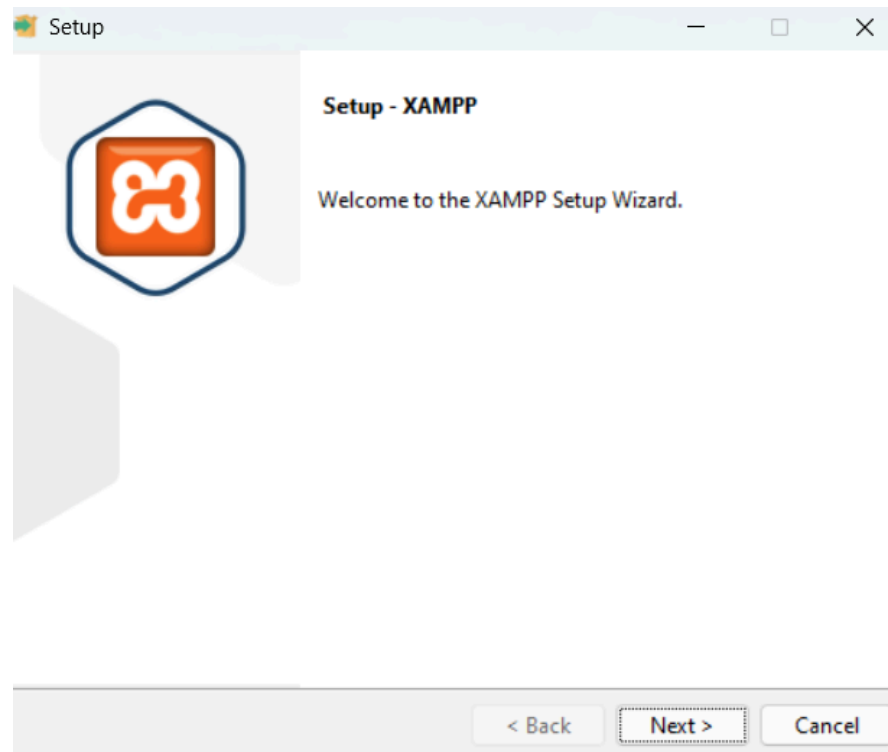 Setup
Setup - XAMPP
Welcome to the XAMPP Setup Wizard.
< Back
Next >
Cancel